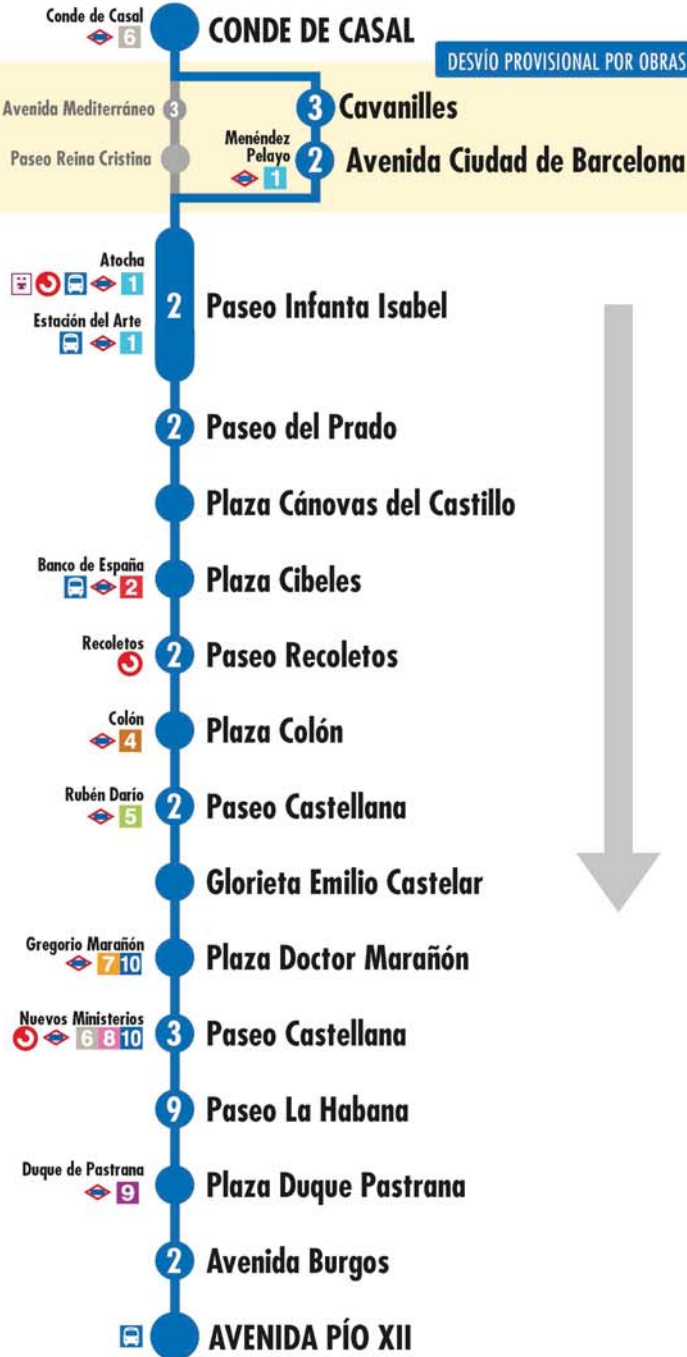 Conde de Casal
6
CONDE DE CASAL
DESVÍO PROVISIONAL POR OBRAS
Avenida Mediterráneo 3
3 Cavanilles
Paseo Reina Cristina
Menéndez
Pelayo
1
2 Avenida Ciudad de Barcelona
Atocha
1
2 Paseo Infanta Isabel
Estación del Arte
1
2 Paseo del Prado
Plaza Cánovas del Castillo
Banco de España
2
Plaza Cibeles
Recoletos
2 Paseo Recoletos
Colón
4
Plaza Colón
Rubén Darío
5
2 Paseo Castellana
Glorieta Emilio Castelar
Gregorio Marañón
7 10
Plaza Doctor Marañón
Nuevos Ministerios
6 8 10
3 Paseo Castellana
9 Paseo La Habana
Duque de Pastrana
9
Plaza Duque Pastrana
2 Avenida Burgos
AVENIDA PÍO XII